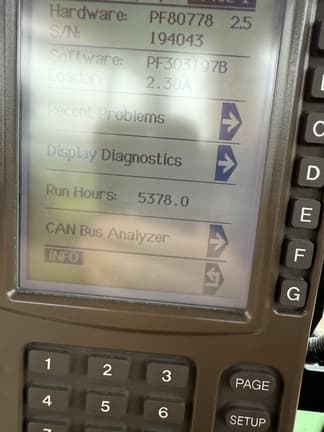 Hardware: PF80778 2.5
S/N: 194043
Software: PF303197B
Loader: 2.30A
Recent Problems
Display Diagnostics
Run Hours: 5378.0
CAN Bus Analyzer
INFO
C
D
E
F
G
1 2 3
PAGE
4 5 6
SETUP